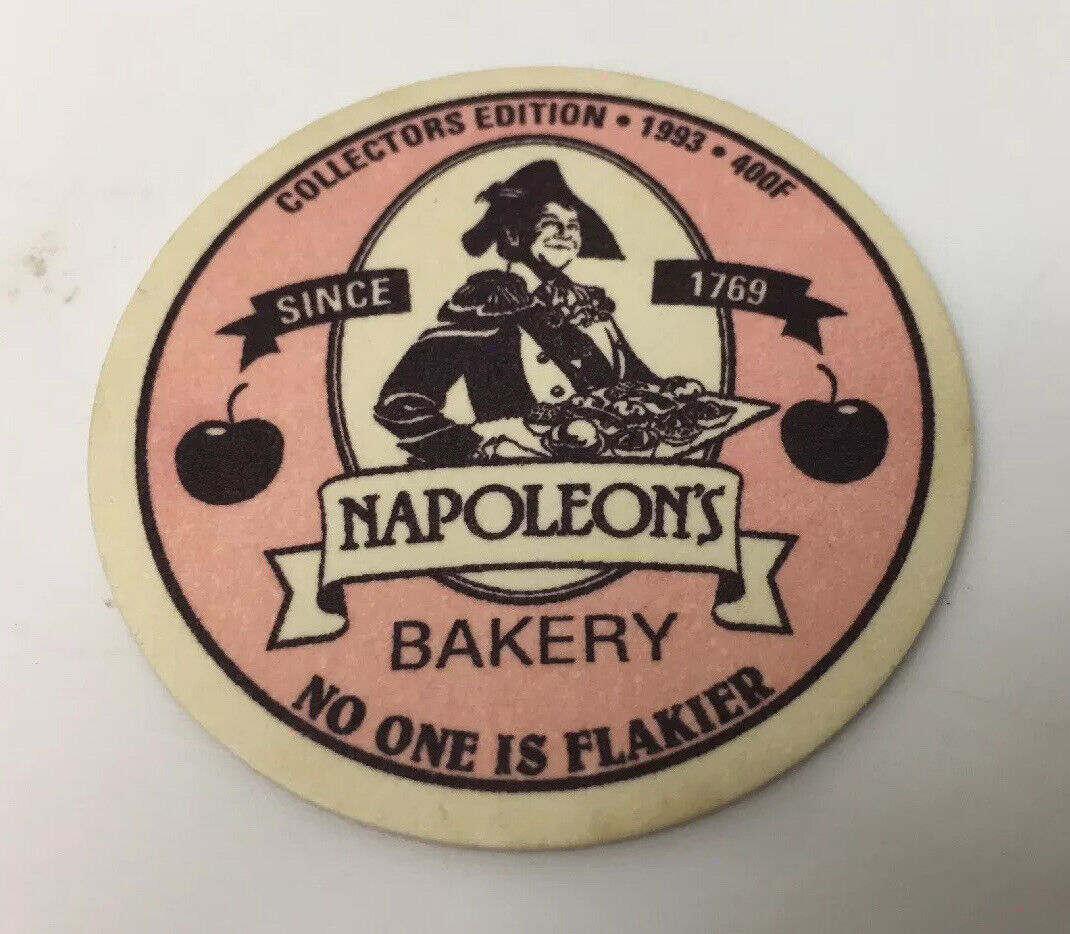 COLLECTORS EDITION • 1993 • 400F
SINCE 1769
NAPOLEON'S
BAKERY
NO ONE IS FLAKIER